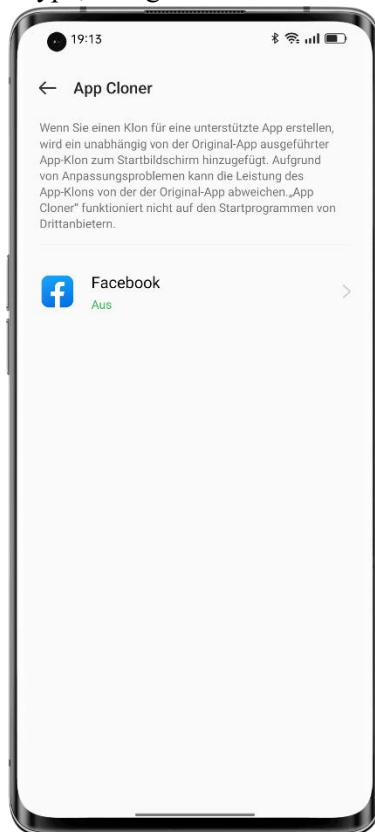 19:13
App Cloner
Wenn Sie einen Klon für eine unterstützte App erstellen,
wird ein unabhängig von der Original-App ausgeführter
App-Klon zum Startbildschirm hinzugefügt. Aufgrund
von Anpassungsproblemen kann die Leistung des
App-Klons von der der Original-App abweichen.„App
Cloner“ funktioniert nicht auf den Startprogrammen von
Drittanbietern.
Facebook
Aus